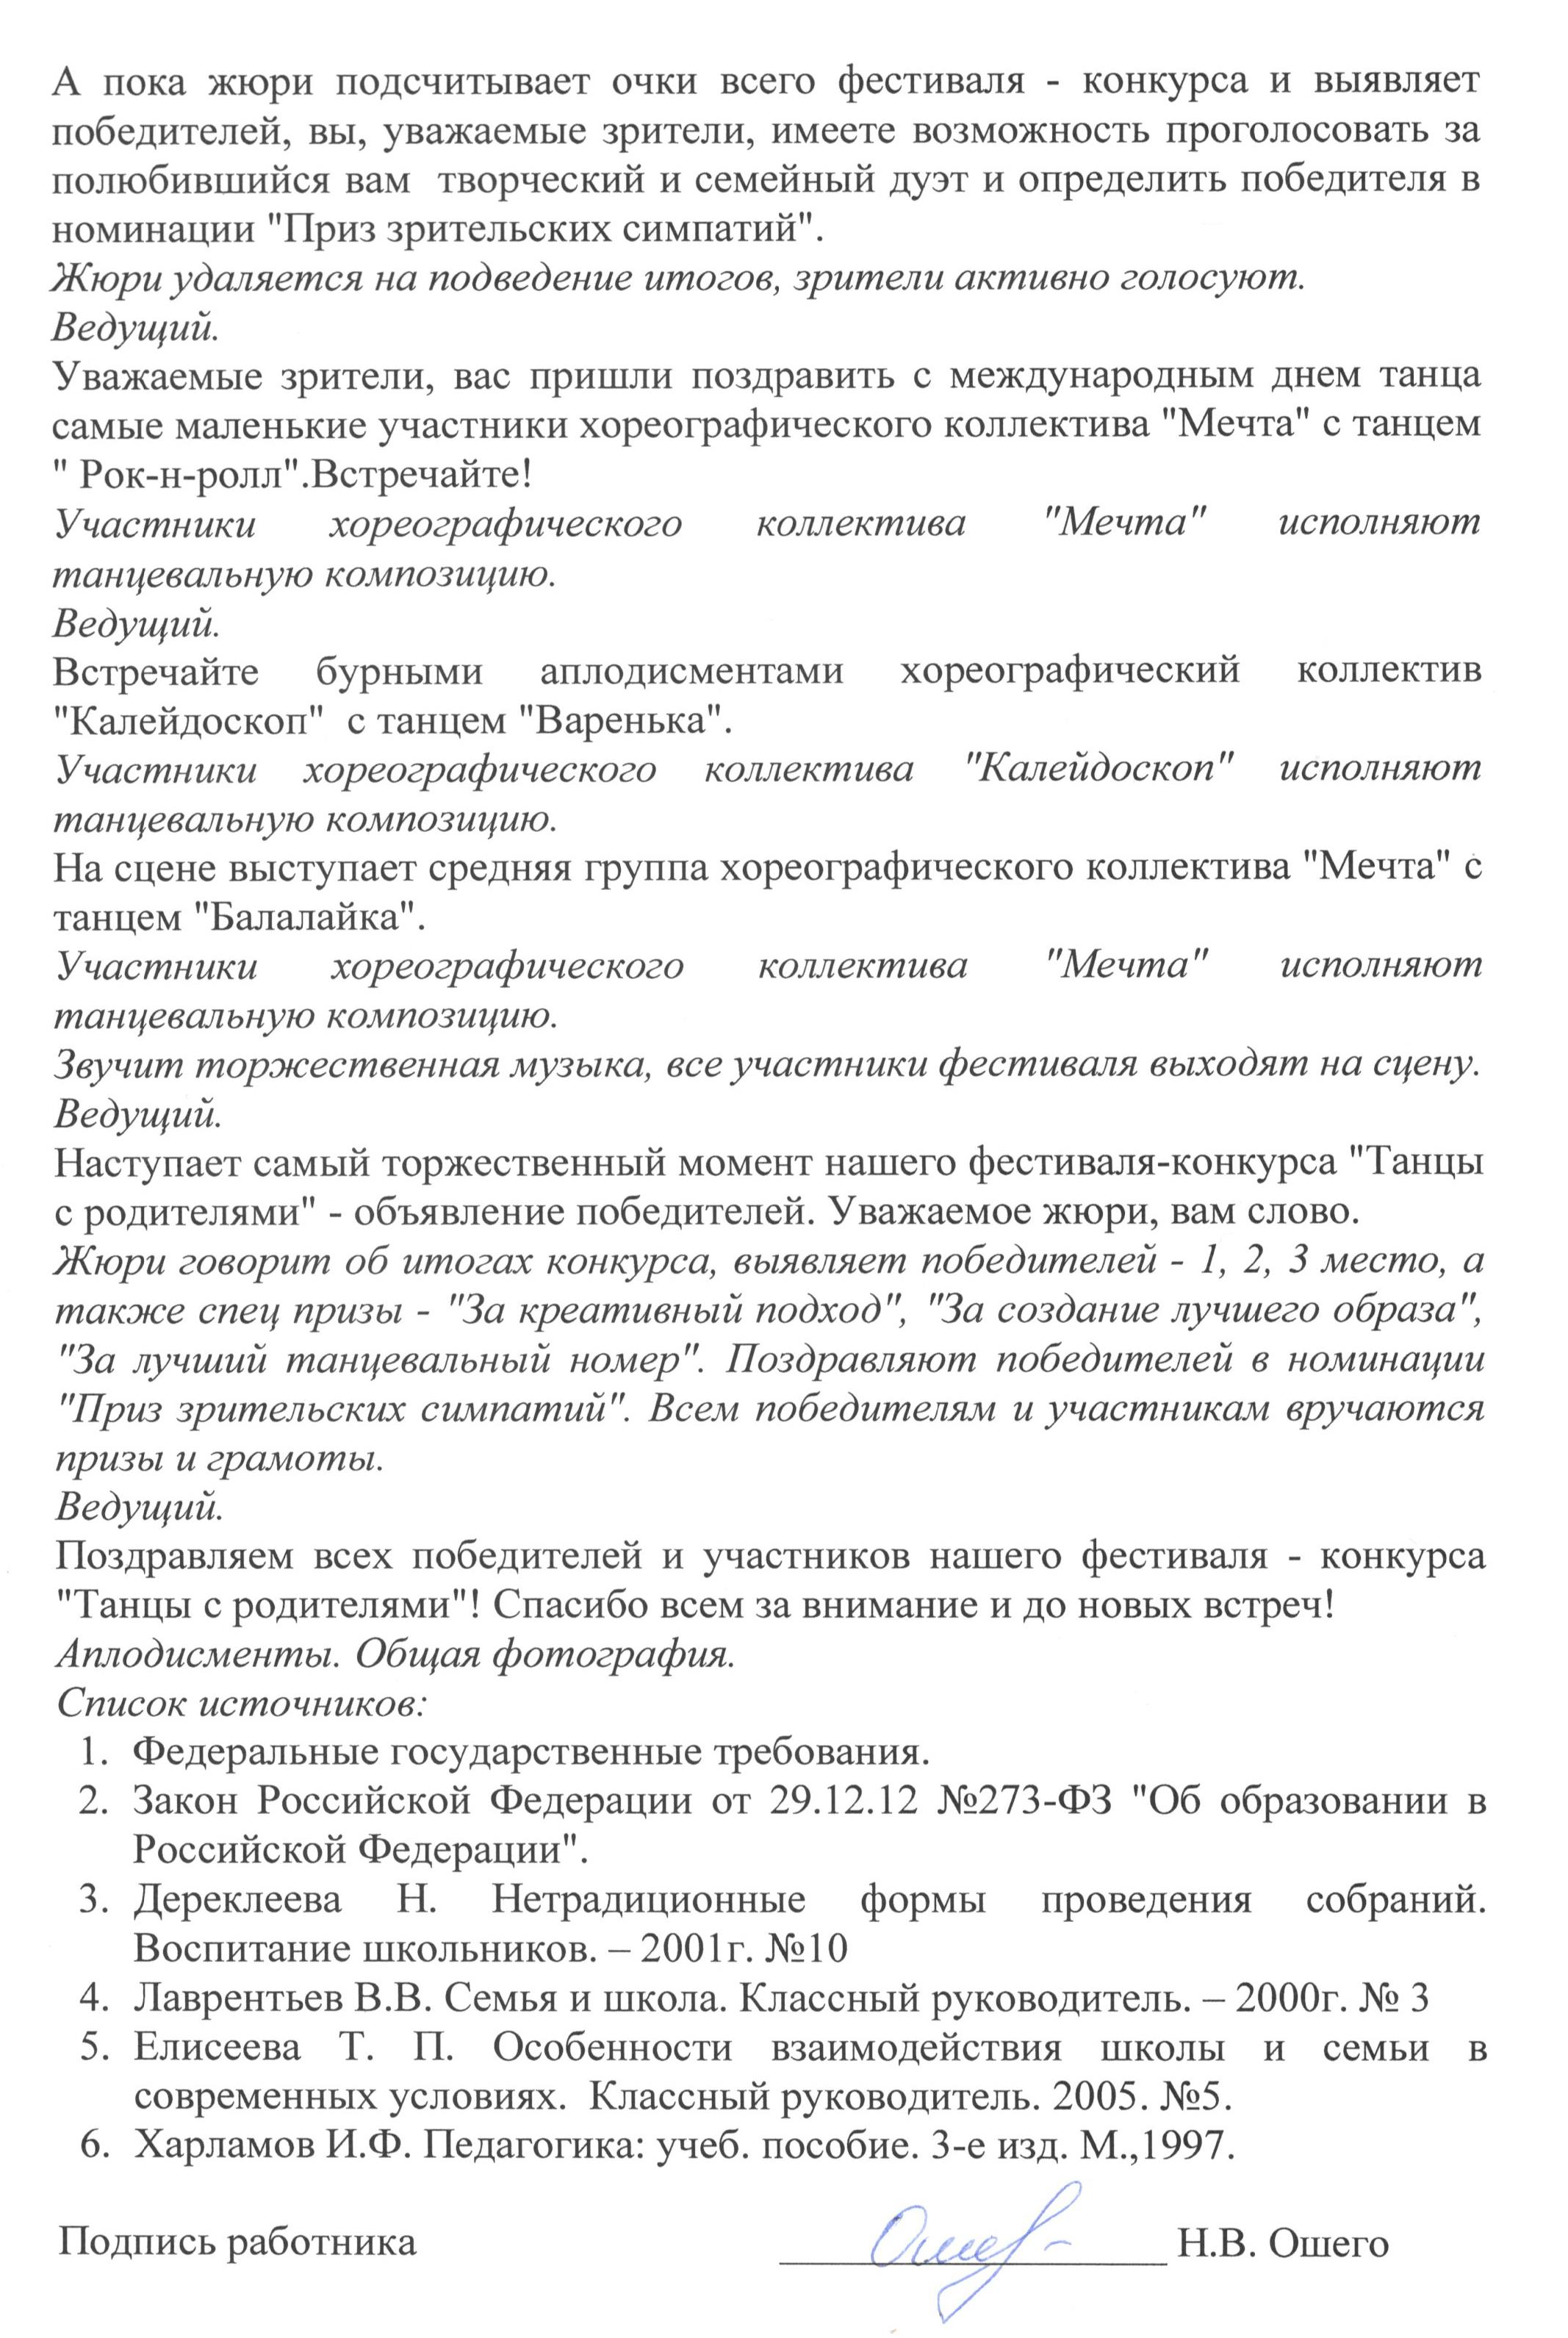 А пока жюри подсчитывает очки всего фестиваля - конкурса и выявляет
победителей, вы, уважаемые зрители, имеете возможность проголосовать за
полюбившийся вам  творческий и семейный дуэт и определить победителя в
номинации "Приз зрительских симпатий".
Жюри удаляется на подведение итогов, зрители активно голосуют.
Ведущий.
Уважаемые зрители, вас пришли поздравить с международным днем танца
самые маленькие участники хореографического коллектива "Мечта" с танцем
" Рок-н-ролл".Встречайте!
Участники хореографического коллектива "Мечта" исполняют
танцевальную композицию.
Ведущий.
Встречайте бурными аплодисментами хореографический коллектив
"Калейдоскоп"  с танцем "Варенька".
Участники хореографического коллектива "Калейдоскоп" исполняют
танцевальную композицию.
На сцене выступает средняя группа хореографического коллектива "Мечта" с
танцем "Балалайка".
Участники хореографического коллектива "Мечта" исполняют
танцевальную композицию.
Звучит торжественная музыка, все участники фестиваля выходят на сцену.
Ведущий.
Наступает самый торжественный момент нашего фестиваля-конкурса "Танцы
с родителями" - объявление победителей. Уважаемое жюри, вам слово.
Жюри говорит об итогах конкурса, выявляет победителей - 1, 2, 3 место, а
также спец призы - "За креативный подход", "За создание лучшего образа",
"За лучший танцевальный номер". Поздравляют победителей в номинации
"Приз зрительских симпатий". Всем победителям и участникам вручаются
призы и грамоты.
Ведущий.
Поздравляем всех победителей и участников нашего фестиваля - конкурса
"Танцы с родителями"! Спасибо всем за внимание и до новых встреч!
Аплодисменты. Общая фотография.
Список источников:
1. Федеральные государственные требования.
2. Закон Российской Федерации от 29.12.12 №273-ФЗ "Об образовании в
Российской Федерации".
3. Дереклеева Н. Нетрадиционные формы проведения собраний.
Воспитание школьников. – 2001г. №10
4. Лаврентьев В.В. Семья и школа. Классный руководитель. – 2000г. № 3
5. Елисеева Т. П. Особенности взаимодействия школы и семьи в
современных условиях.  Классный руководитель. 2005. №5.
6. Харламов И.Ф. Педагогика: учеб. пособие. 3-е изд. М.,1997.
Подпись работника Н.В. Ошего